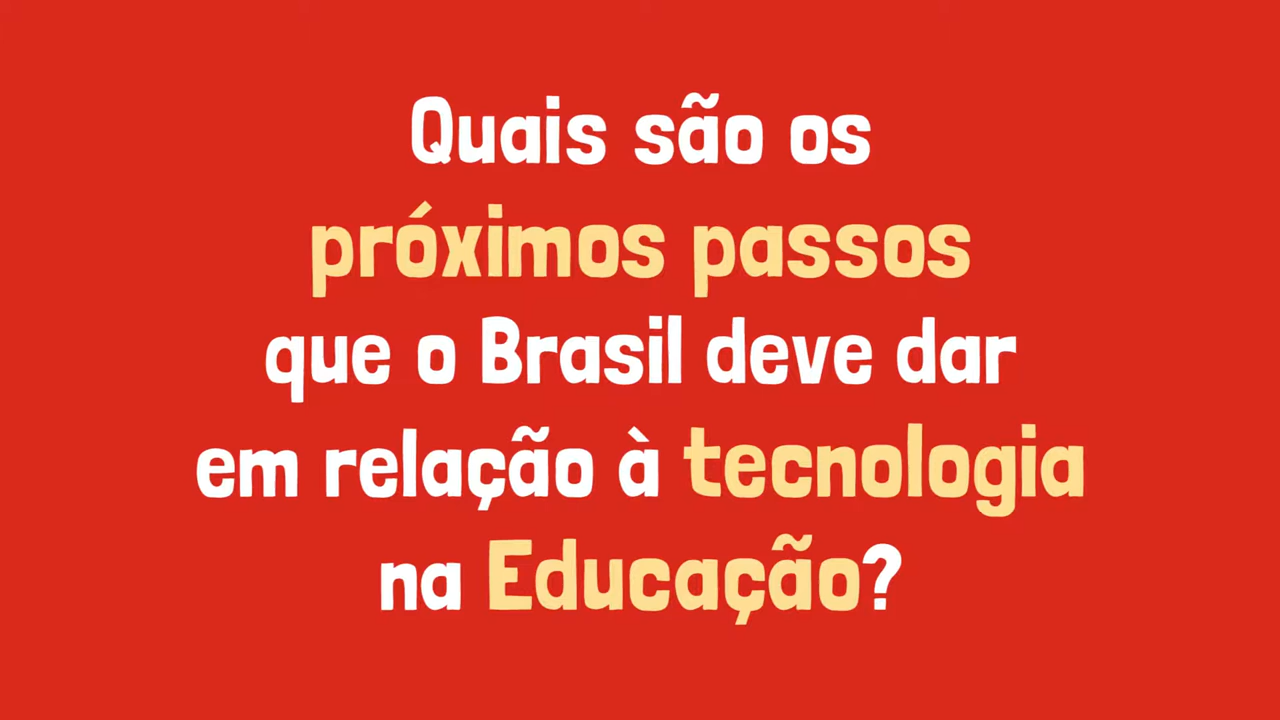 Quais são os
próximos passos
que o Brasil deve dar
em relação à tecnologia
na Educação?